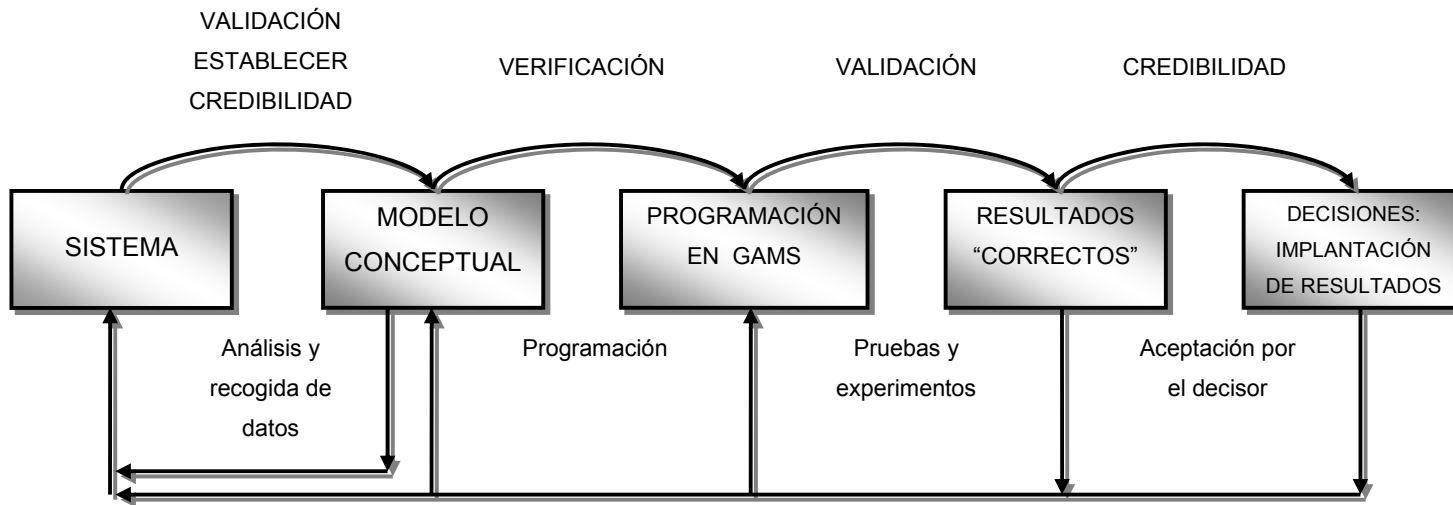 VALIDACIÓN
ESTABLECER
CREDIBILIDAD
VERIFICACIÓN
VALIDACIÓN
CREDIBILIDAD
SISTEMA
MODELO
CONCEPTUAL
PROGRAMACIÓN
EN GAMS
RESULTADOS
“CORRECTOS”
DECISIONES:
IMPLANTACIÓN
DE RESULTADOS
Análisis y
recogida de
datos
Programación
Pruebas y
experimentos
Aceptación por
el decisor